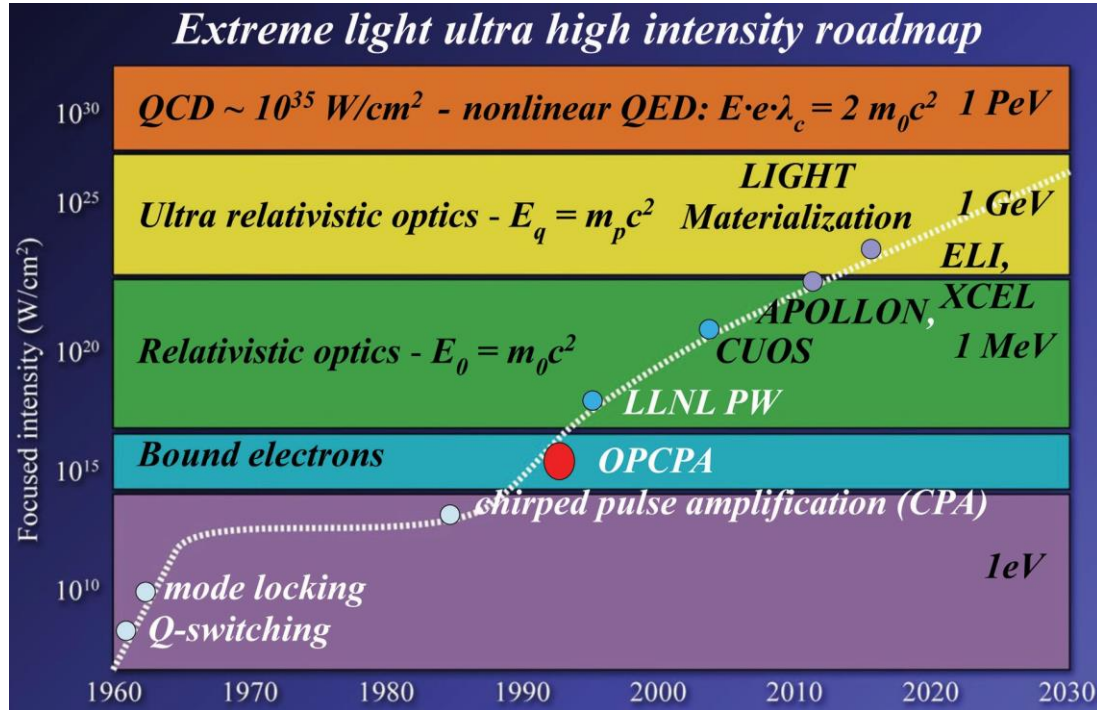 Extreme light ultra high intensity roadmap
Focused intensity (W/cm²)
10³⁰
10²⁵
10²⁰
10¹⁵
10¹⁰
QCD ~ 10³⁵ W/cm² - nonlinear QED: E·e·λ_c = 2 m₀c²
1 PeV
LIGHT
Materialization
Ultra relativistic optics - E_q = m_pc²
1 GeV
ELI,
XCEL
APOLLON,
CUOS
Relativistic optics - E₀ = m₀c²
1 MeV
LLNL PW
Bound electrons
OPCPA
chirped pulse amplification (CPA)
1eV
mode locking
Q-switching
1960 1970 1980 1990 2000 2010 2020 2030